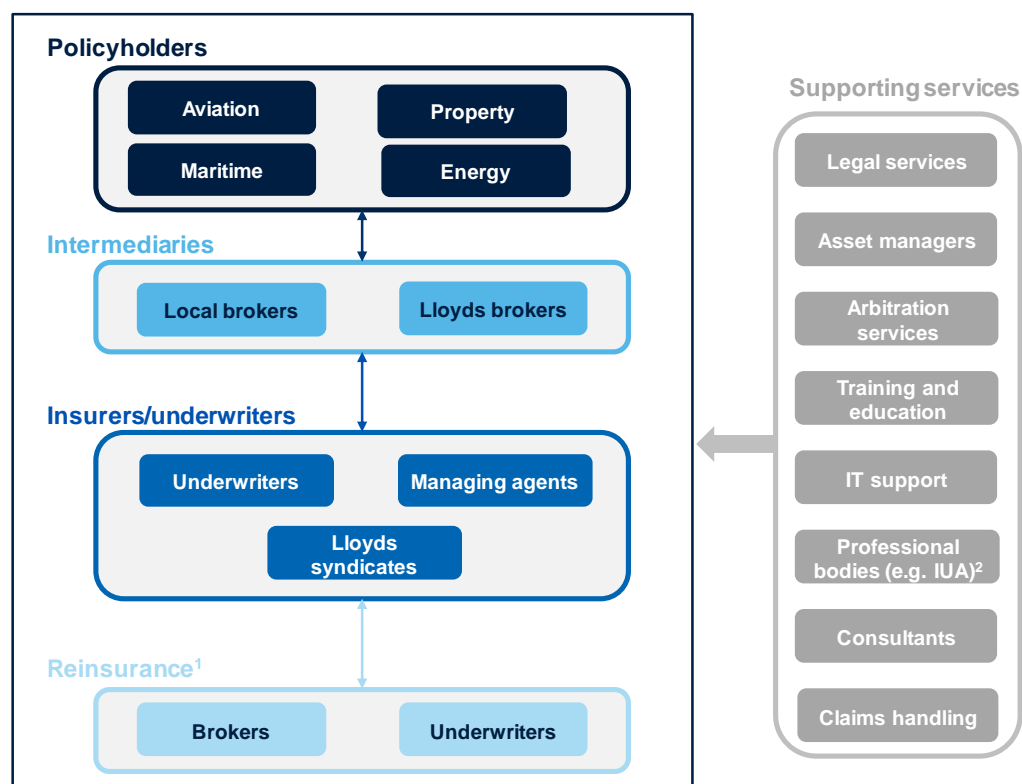 Policyholders
Aviation
Property
Maritime
Energy
Intermediaries
Local brokers
Lloyds brokers
Insurers/underwriters
Underwriters
Managing agents
Lloyds
syndicates
Reinsurance¹
Brokers
Underwriters
Supporting services
Legal services
Asset managers
Arbitration
services
Training and
education
IT support
Professional
bodies (e.g. IUA)²
Consultants
Claims handling